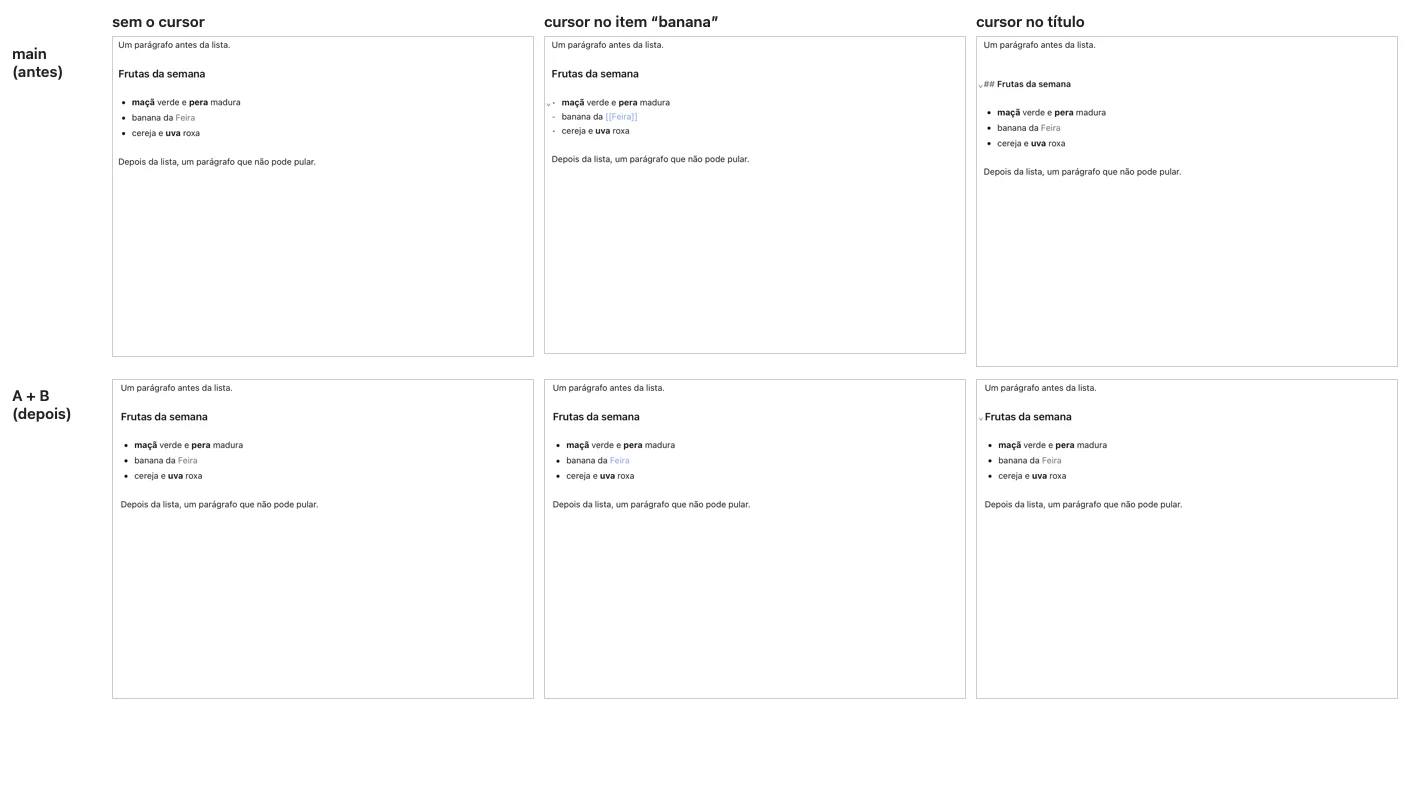 sem o cursor
cursor no item “banana”
cursor no título
main
(antes)
Um parágrafo antes da lista.
Frutas da semana
• maçã verde e pera madura
• banana da Feira
• cereja e uva roxa
Depois da lista, um parágrafo que não pode pular.
Um parágrafo antes da lista.
Frutas da semana
- maçã verde e pera madura
- banana da [[Feira]]
- cereja e uva roxa
Depois da lista, um parágrafo que não pode pular.
Um parágrafo antes da lista.
## Frutas da semana
• maçã verde e pera madura
• banana da Feira
• cereja e uva roxa
Depois da lista, um parágrafo que não pode pular.
A + B
(depois)
Um parágrafo antes da lista.
Frutas da semana
• maçã verde e pera madura
• banana da Feira
• cereja e uva roxa
Depois da lista, um parágrafo que não pode pular.
Um parágrafo antes da lista.
Frutas da semana
• maçã verde e pera madura
• banana da Feira
• cereja e uva roxa
Depois da lista, um parágrafo que não pode pular.
Um parágrafo antes da lista.
Frutas da semana
• maçã verde e pera madura
• banana da Feira
• cereja e uva roxa
Depois da lista, um parágrafo que não pode pular.